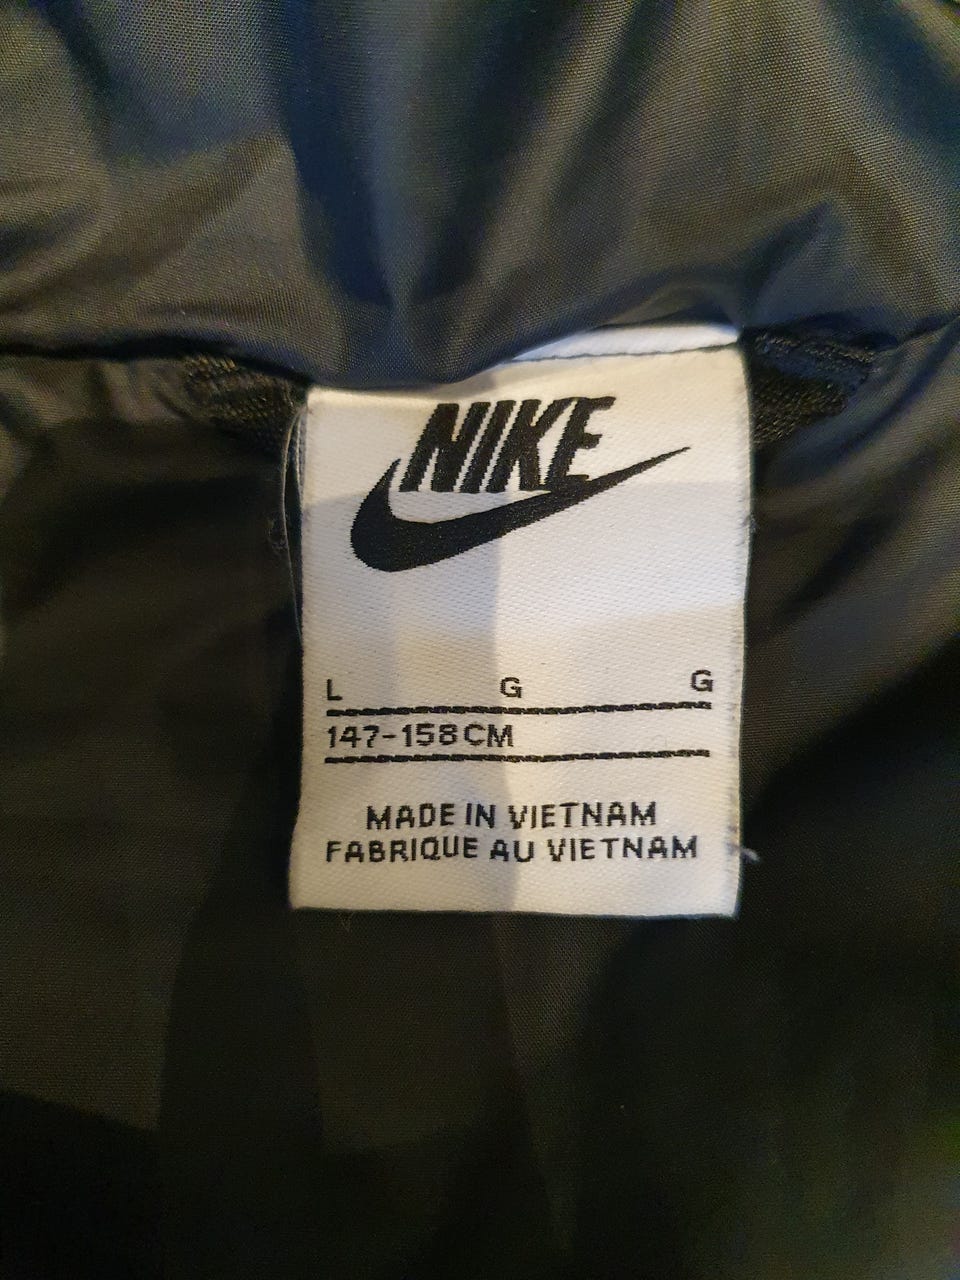 NIKE
L G G
147-158CM
MADE IN VIETNAM
FABRIQUE AU VIETNAM